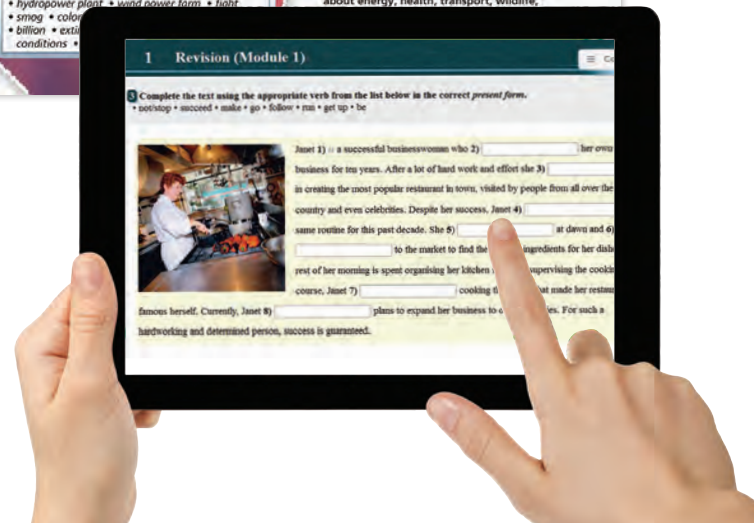 • hydropower plant • wind power farm • fight
• smog • color
• billion • exti
conditions •
about energy, health, transport, wildlife,
1 Revision (Module 1)
≡ Co
3 Complete the text using the appropriate verb from the list below in the correct present form.
• not/stop • succeed • make • go • follow • run • get up • be
Janet 1) is a successful businesswoman who 2) her own
business for ten years. After a lot of hard work and effort she 3)
in creating the most popular restaurant in town, visited by people from all over the
country and even celebrities. Despite her success, Janet 4)
same routine for this past decade. She 5) at dawn and 6)
to the market to find the ingredients for her dishe
rest of her morning is spent organising her kitchen supervising the cookin
course, Janet 7) cooking th at made her restau
famous herself. Currently, Janet 8) plans to expand her business to o ies. For such a
hardworking and determined person, success is guaranteed.